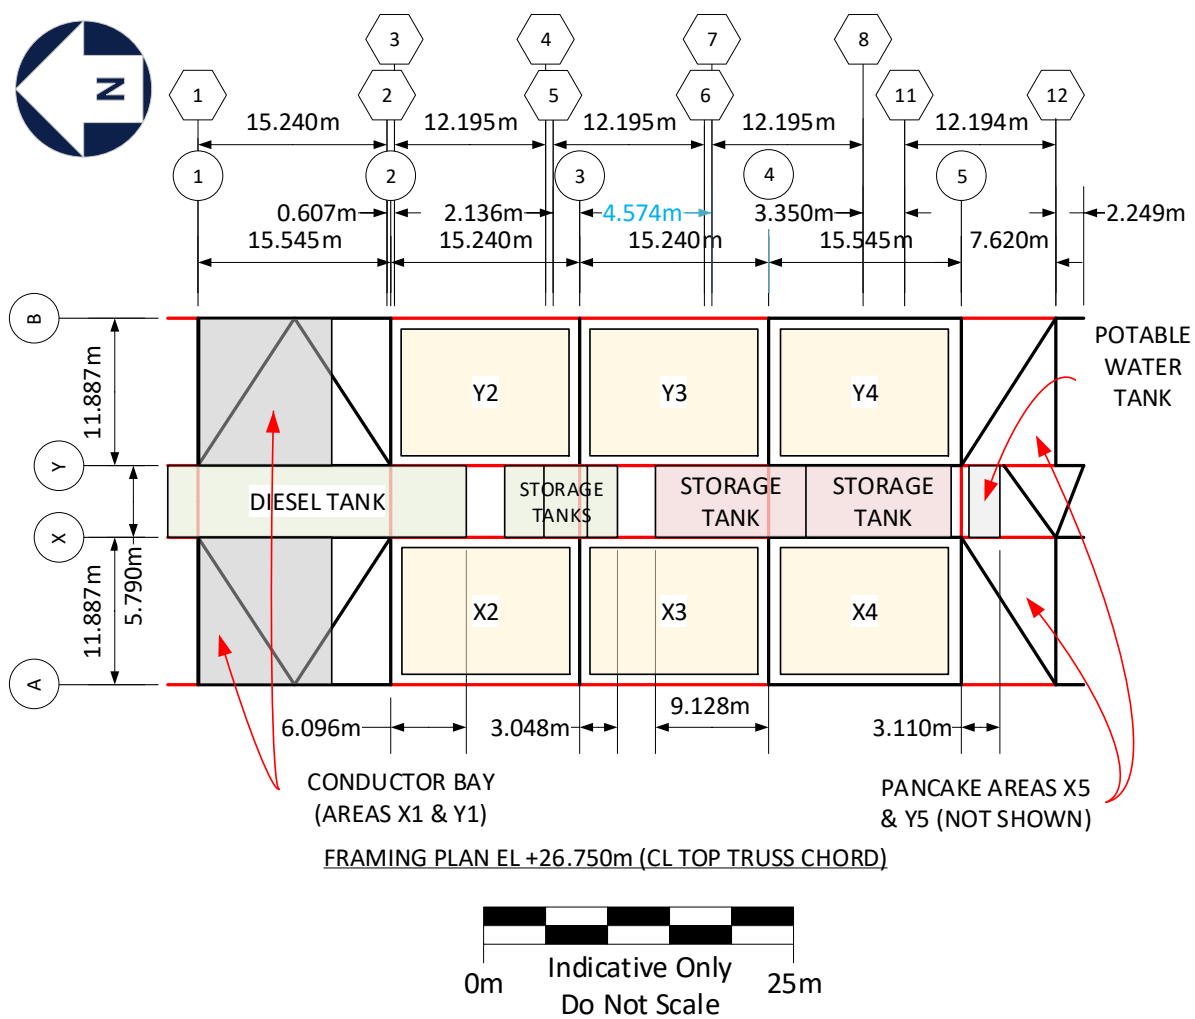 3
4
7
8
1
2
5
6
11
12
N
15.240m
12.195m
12.195m
12.195m
12.194m
1
2
3
4
5
0.607m
2.136m
4.574m
3.350m
2.249m
15.545m
15.240m
15.240m
15.545m
7.620m
B
POTABLE
WATER
TANK
11.887m
Y2
Y3
Y4
Y
DIESEL TANK
STORAGE
TANKS
STORAGE
TANK
STORAGE
TANK
X
5.790m
11.887m
X2
X3
X4
A
6.096m
3.048m
9.128m
3.110m
CONDUCTOR BAY
(AREAS X1 & Y1)
PANCAKE AREAS X5
& Y5 (NOT SHOWN)
FRAMING PLAN EL +26.750m (CL TOP TRUSS CHORD)
0m
Indicative Only
Do Not Scale
25m